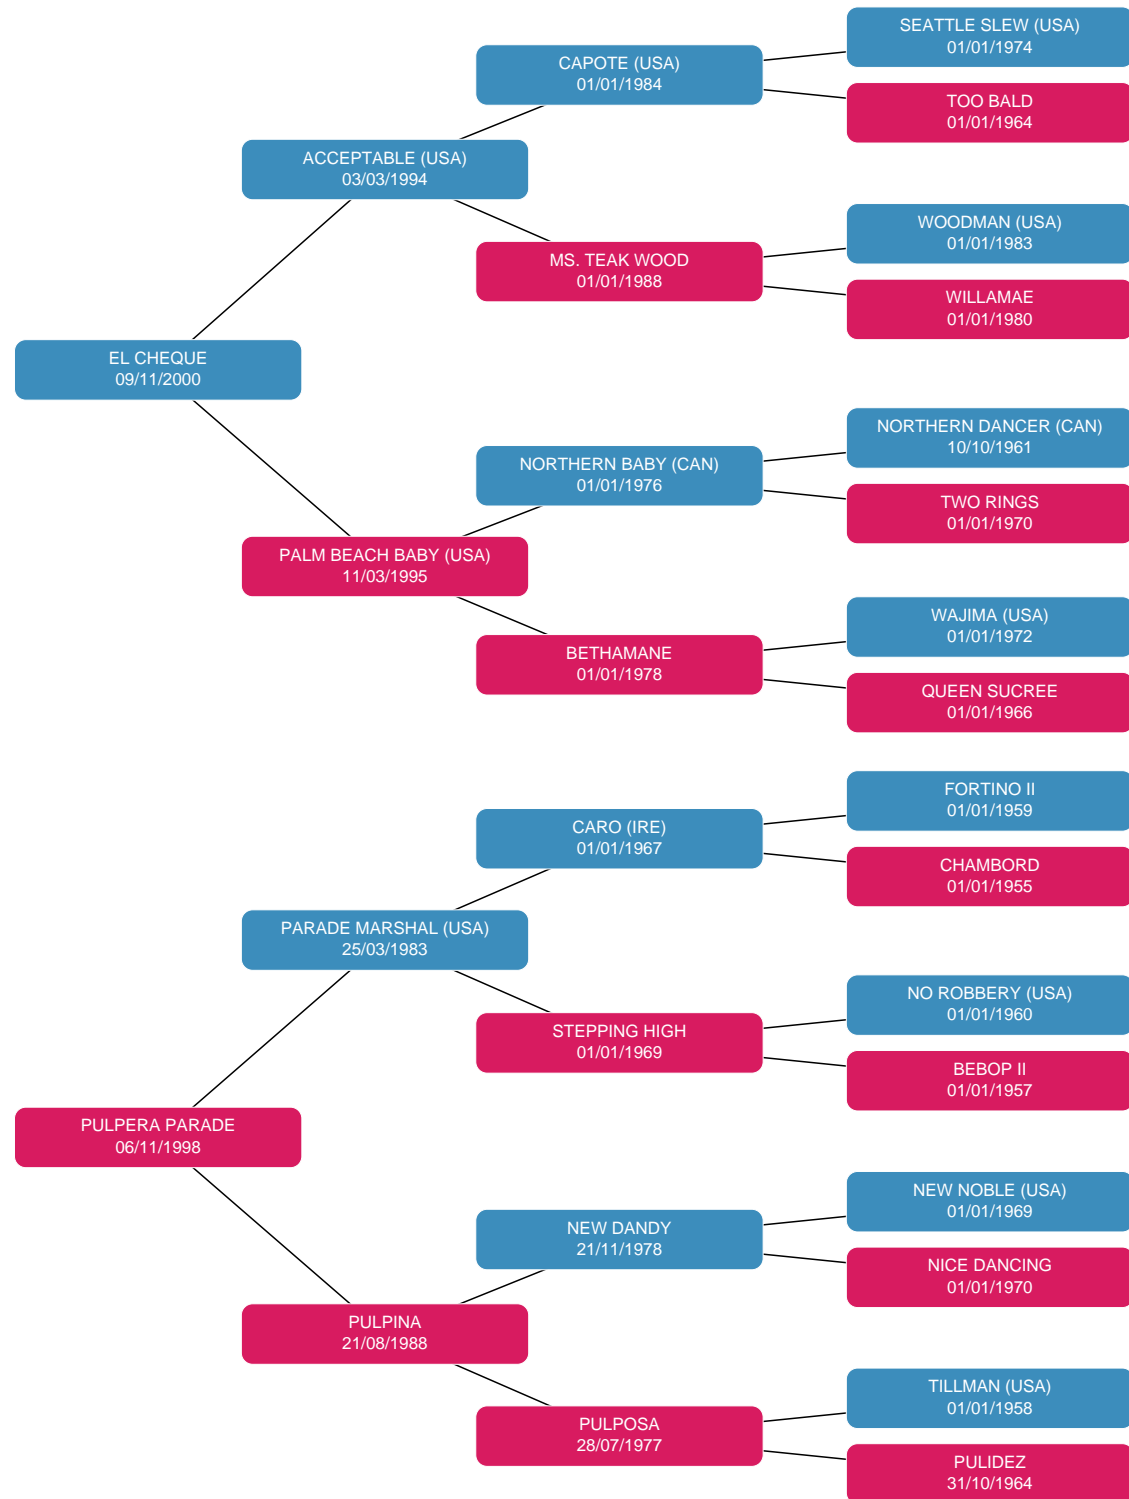 SEATTLE SLEW (USA)
01/01/1974
CAPOTE (USA)
01/01/1984
TOO BALD
01/01/1964
ACCEPTABLE (USA)
03/03/1994
WOODMAN (USA)
01/01/1983
MS. TEAK WOOD
01/01/1988
WILLAMAE
01/01/1980
EL CHEQUE
09/11/2000
NORTHERN DANCER (CAN)
10/10/1961
NORTHERN BABY (CAN)
01/01/1976
TWO RINGS
01/01/1970
PALM BEACH BABY (USA)
11/03/1995
WAJIMA (USA)
01/01/1972
BETHAMANE
01/01/1978
QUEEN SUCREE
01/01/1966
FORTINO II
01/01/1959
CARO (IRE)
01/01/1967
CHAMBORD
01/01/1955
PARADE MARSHAL (USA)
25/03/1983
NO ROBBERY (USA)
01/01/1960
STEPPING HIGH
01/01/1969
BEBOP II
01/01/1957
PULPERA PARADE
06/11/1998
NEW NOBLE (USA)
01/01/1969
NEW DANDY
21/11/1978
NICE DANCING
01/01/1970
PULPINA
21/08/1988
TILLMAN (USA)
01/01/1958
PULPOSA
28/07/1977
PULIDEZ
31/10/1964